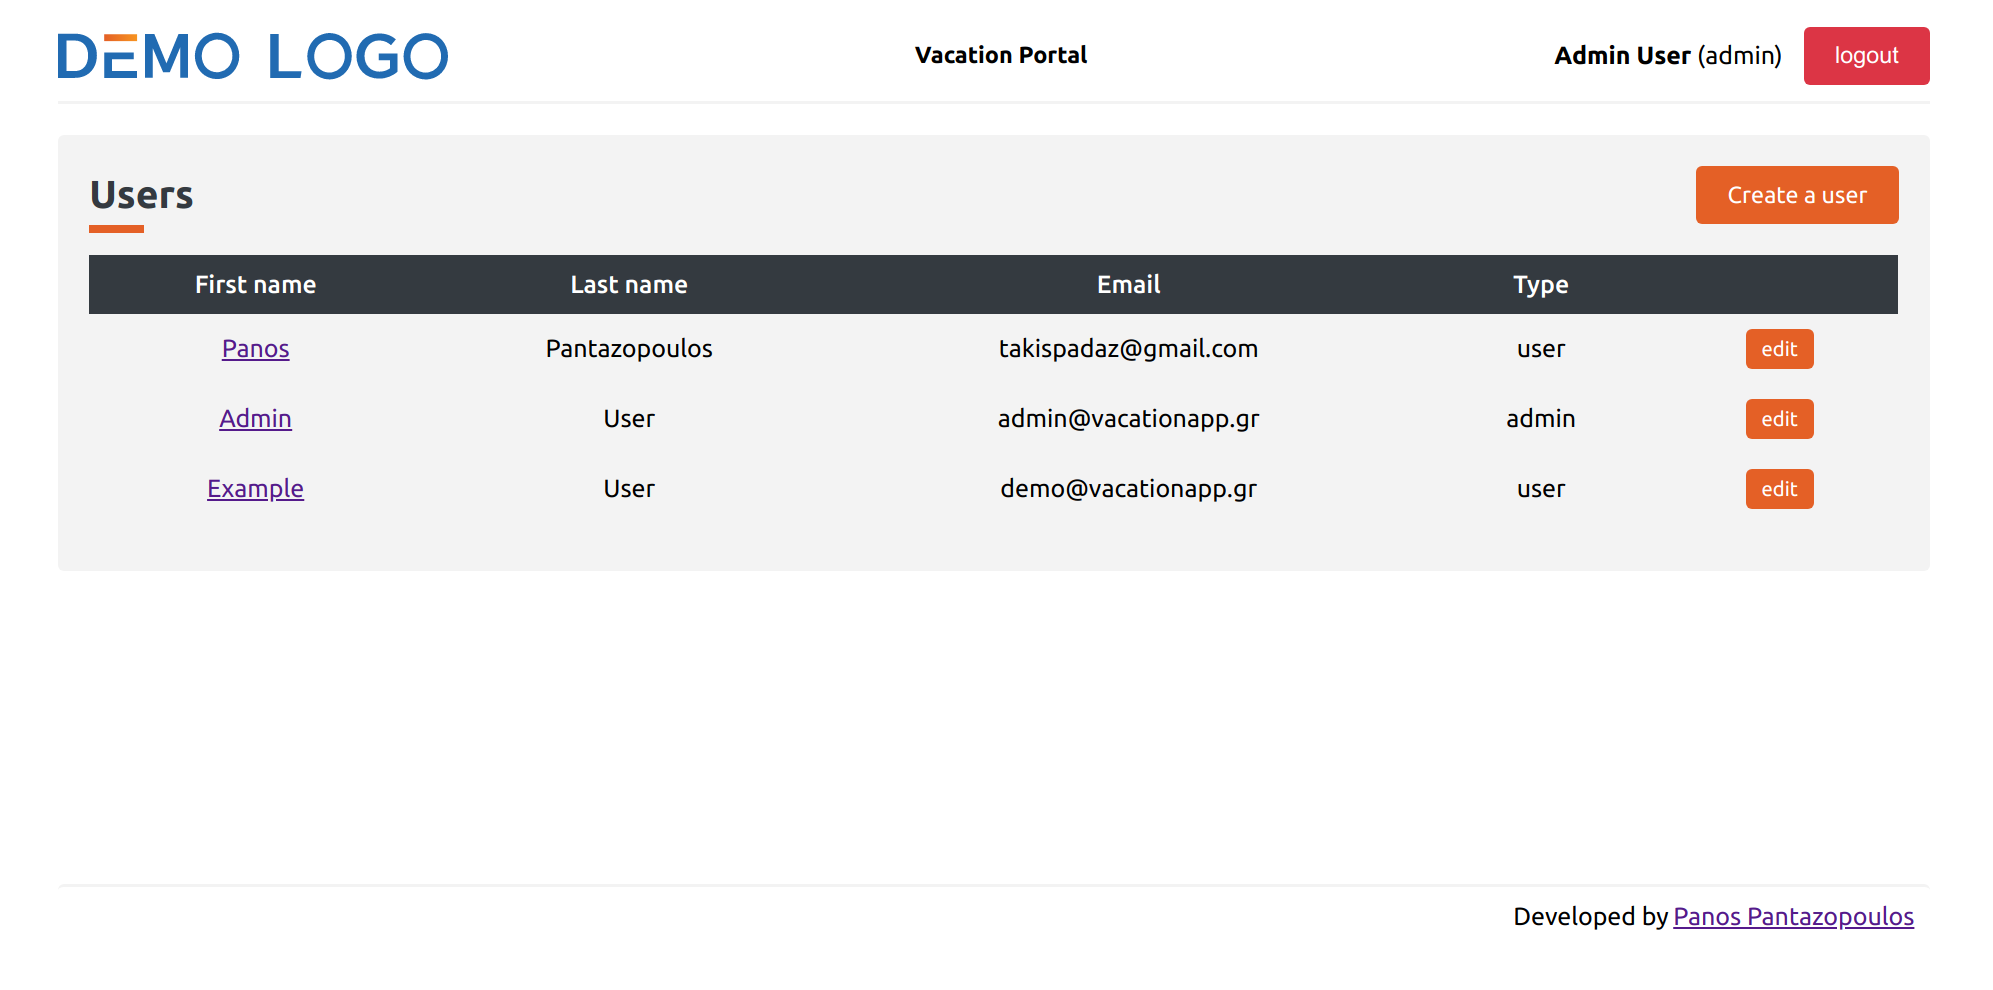 DEMO LOGO Vacation Portal Admin User (admin) logout
Users Create a user
First name Last name Email Type
Panos Pantazopoulos takispadaz@gmail.com user edit
Admin User admin@vacationapp.gr admin edit
Example User demo@vacationapp.gr user edit
Developed by Panos Pantazopoulos